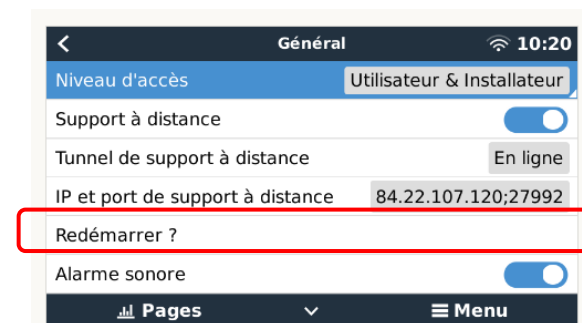 Général 10:20
Niveau d'accès Utilisateur & Installateur
Support à distance
Tunnel de support à distance En ligne
IP et port de support à distance 84.22.107.120;27992
Redémarrer ?
Alarme sonore
Pages Menu